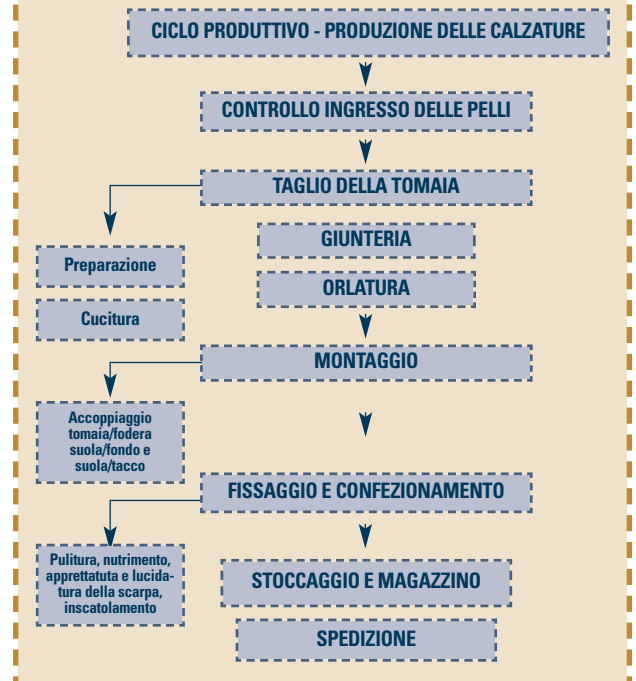 CICLO PRODUTTIVO - PRODUZIONE DELLE CALZATURE
CONTROLLO INGRESSO DELLE PELLI
TAGLIO DELLA TOMAIA
GIUNTERIA
Preparazione
ORLATURA
Cucitura
MONTAGGIO
Accoppiaggio
tomaia/fodera
suola/fondo e
suola/tacco
FISSAGGIO E CONFEZIONAMENTO
Pulitura, nutrimento,
apprettatuta e lucida-
tura della scarpa,
inscatolamento
STOCCAGGIO E MAGAZZINO
SPEDIZIONE